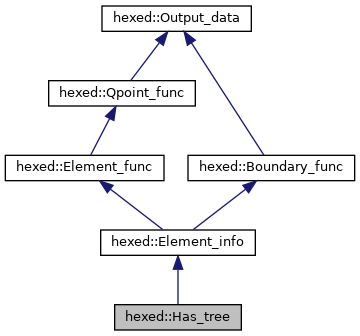 hexed::Output_data
hexed::Qpoint_func
hexed::Element_func
hexed::Boundary_func
hexed::Element_info
hexed::Has_tree